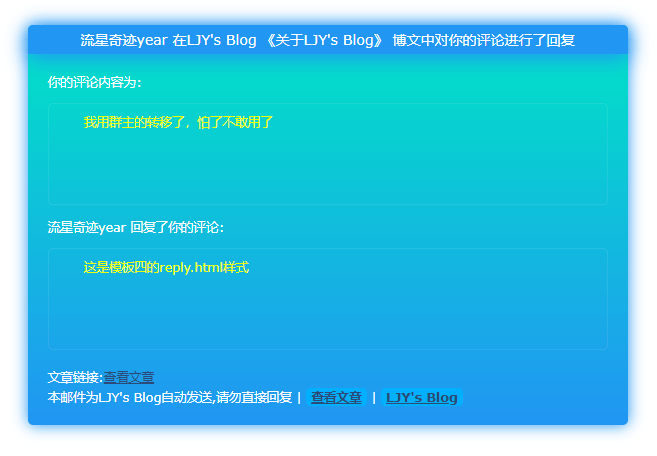 流星奇迹year 在LJY's Blog 《关于LJY's Blog》 博文中对你的评论进行了回复
你的评论内容为：
我用群主的转移了，怕了不敢用了
流星奇迹year 回复了你的评论：
这是模板四的reply.html样式
文章链接:查看文章
本邮件为LJY's Blog自动发送,请勿直接回复 | 查看文章 | LJY's Blog